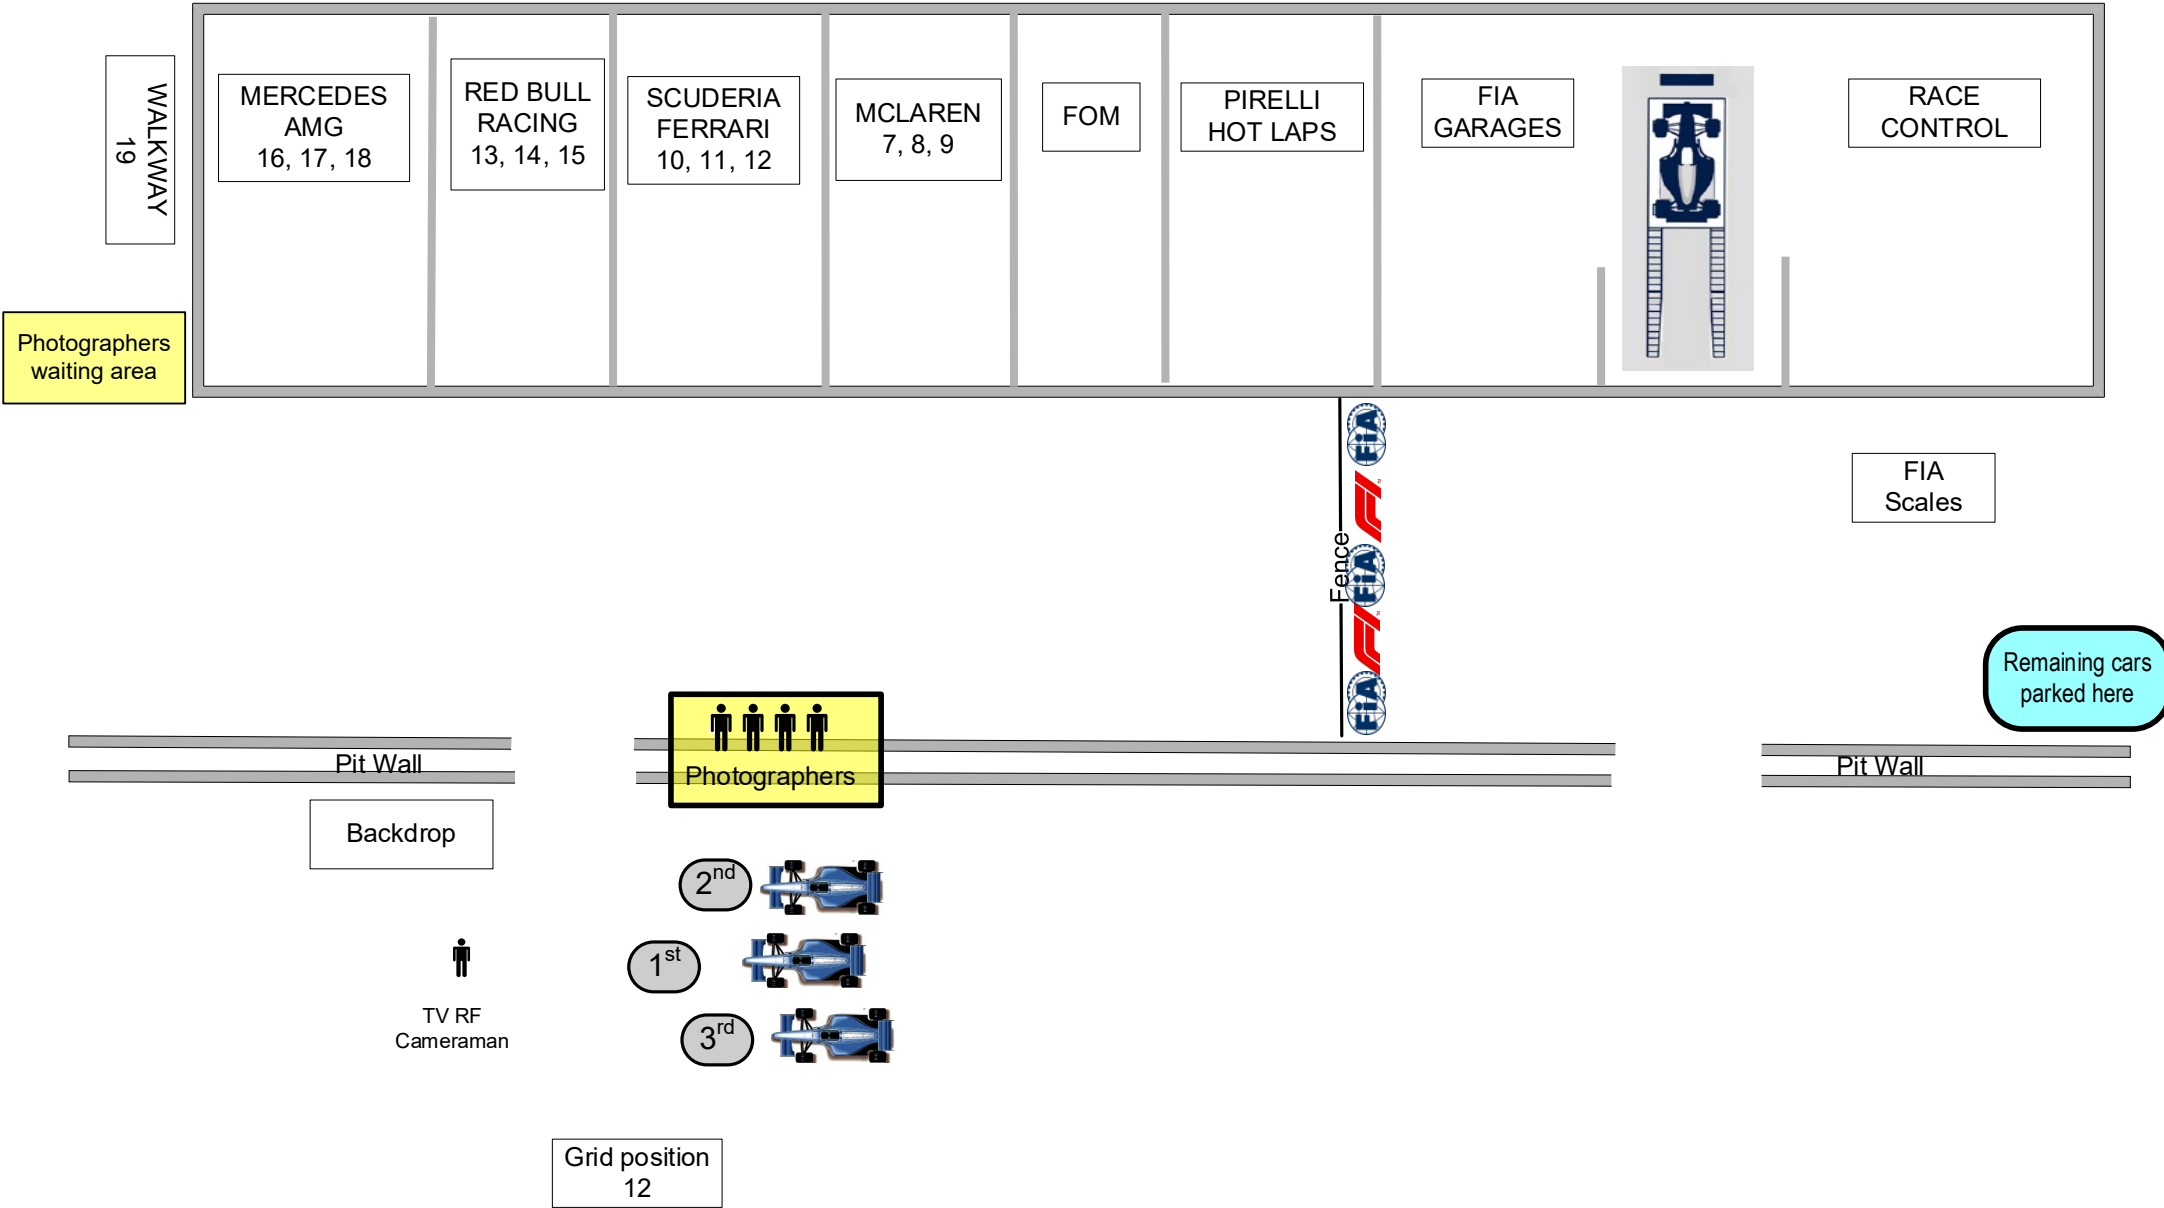 WALKWAY
19
MERCEDES
AMG
16, 17, 18
RED BULL
RACING
13, 14, 15
SCUDERIA
FERRARI
10, 11, 12
MCLAREN
7, 8, 9
FOM
PIRELLI
HOT LAPS
FIA
GARAGES
RACE
CONTROL
Photographers
waiting area
FIA
F1
FIA
F1
FIA
Fence
FIA
Scales
Remaining cars
parked here
Pit Wall
Photographers
Pit Wall
Backdrop
2nd
1st
3rd
TV RF
Cameraman
Grid position
12